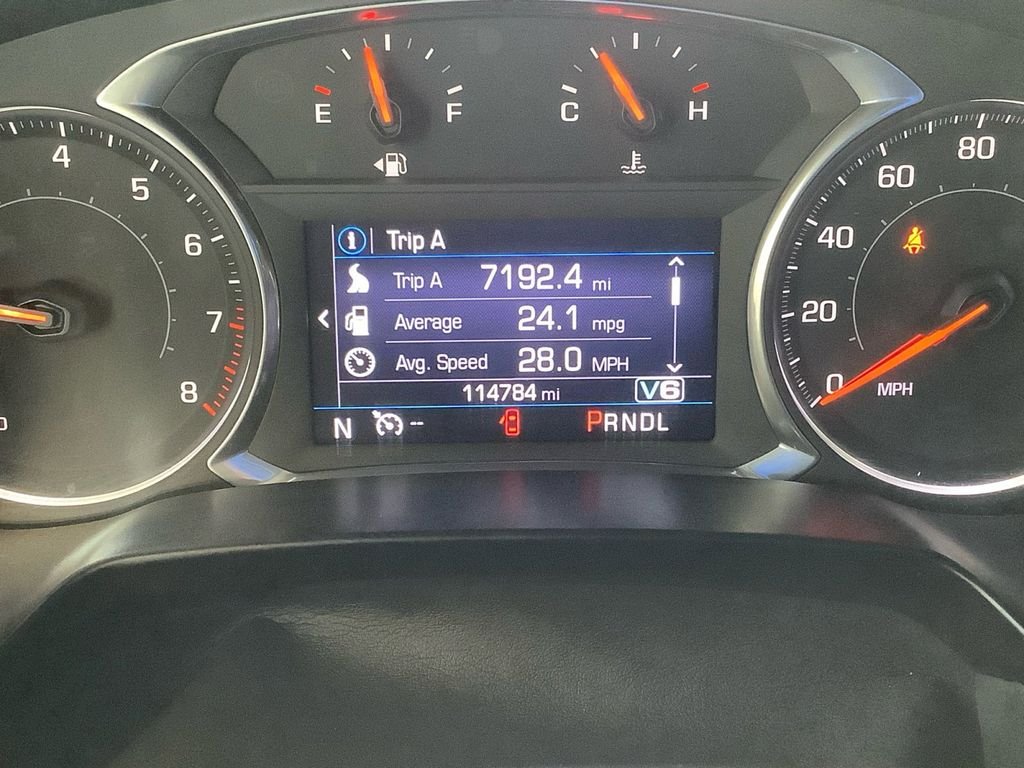 E F
C H
4
5
6
7
8
80
60
40
20
0
MPH
i Trip A
Trip A 7192.4 mi
Average 24.1 mpg
Avg. Speed 28.0 MPH
114784 mi V6
N -- PRNDL